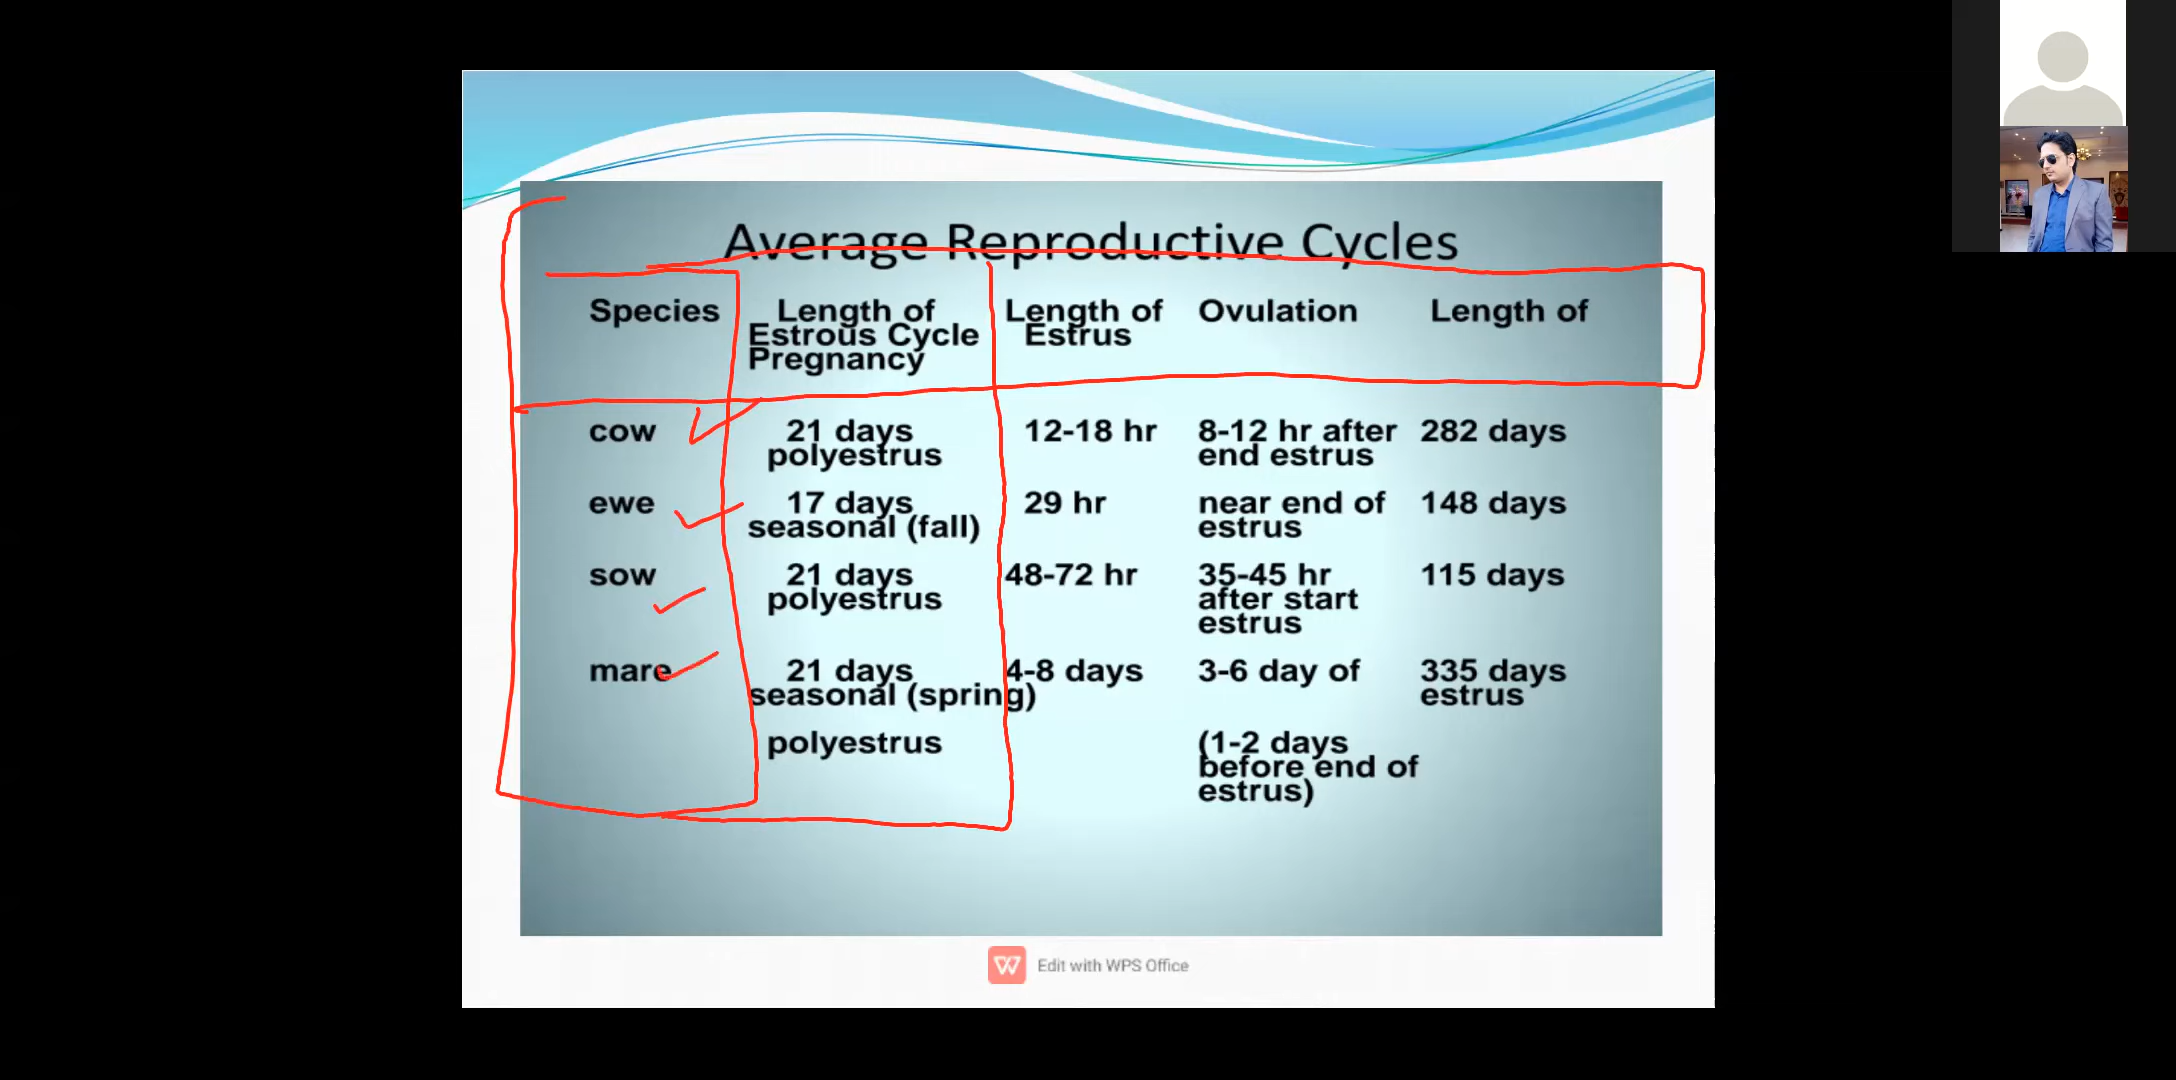 Average Reproductive Cycles
Species Length of Length of Ovulation Length of
Estrous Cycle Estrus
Pregnancy
cow 21 days 12-18 hr 8-12 hr after 282 days
polyestrus end estrus
ewe 17 days 29 hr near end of 148 days
seasonal (fall) estrus
sow 21 days 48-72 hr 35-45 hr 115 days
polyestrus after start
estrus
mare 21 days 4-8 days 3-6 day of 335 days
seasonal (spring) estrus
polyestrus (1-2 days
before end of
estrus)
Edit with WPS Office